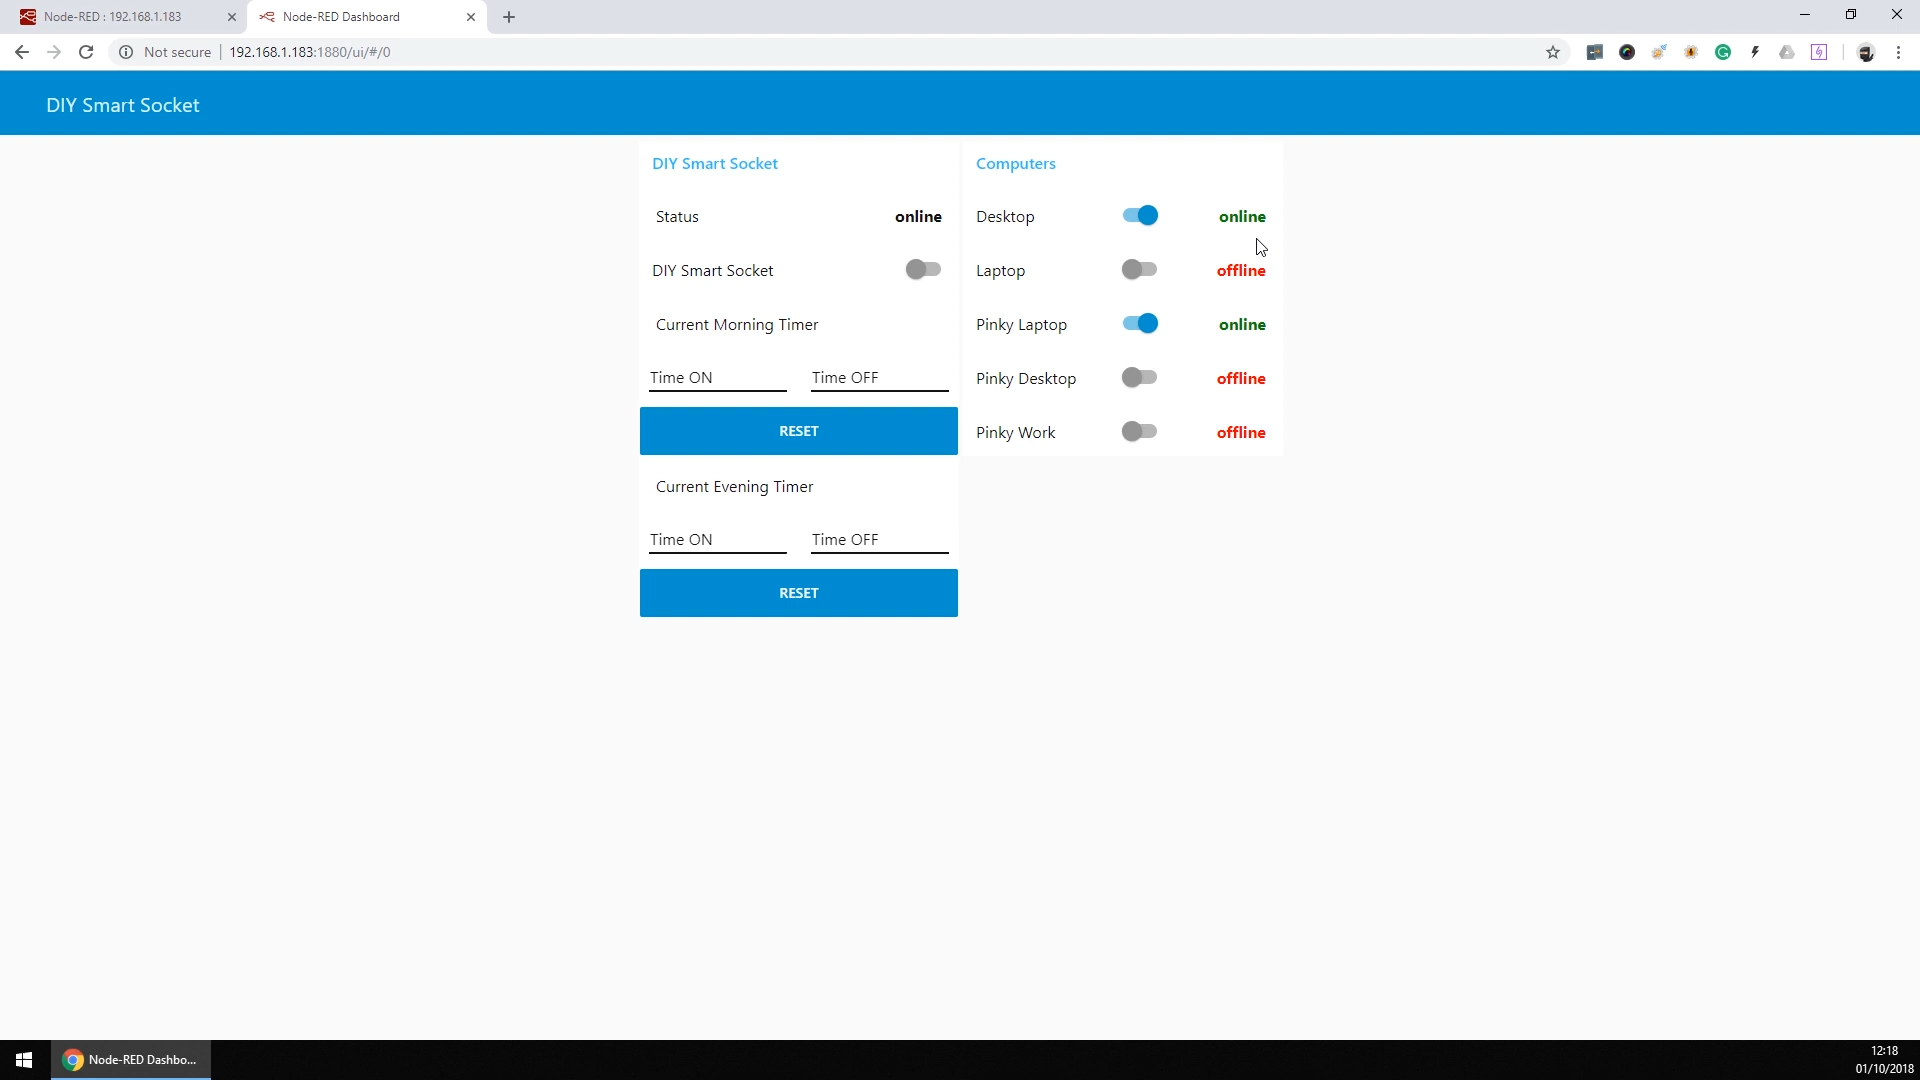 Node-RED : 192.168.1.183
Node-RED Dashboard
Not secure 192.168.1.183:1880/ui/#/0
DIY Smart Socket
DIY Smart Socket
Status online
DIY Smart Socket
Current Morning Timer
Time ON Time OFF
RESET
Current Evening Timer
Time ON Time OFF
RESET
Computers
Desktop online
Laptop offline
Pinky Laptop online
Pinky Desktop offline
Pinky Work offline
Node-RED Dashbo...
12:18
01/10/2018